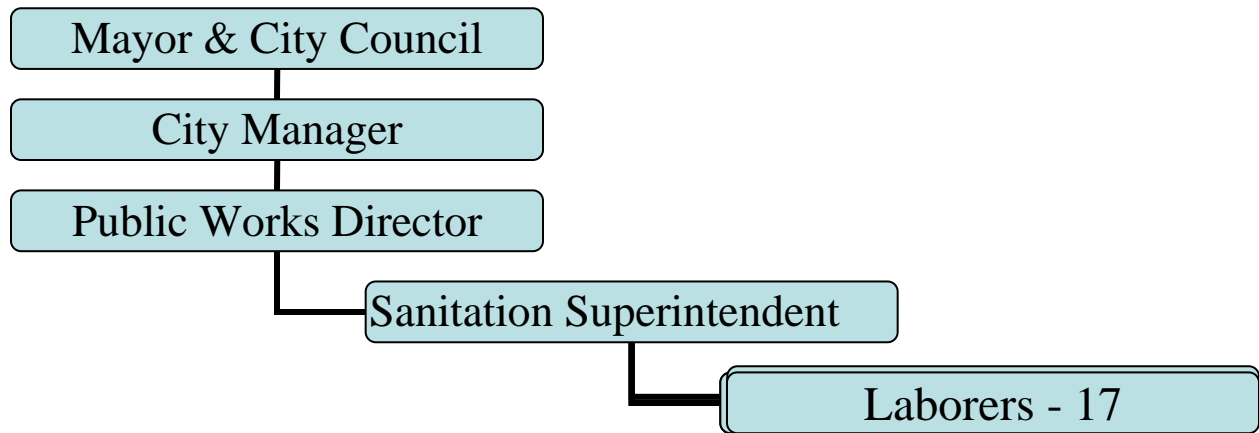 Mayor & City Council
City Manager
Public Works Director
Sanitation Superintendent
Laborers - 17